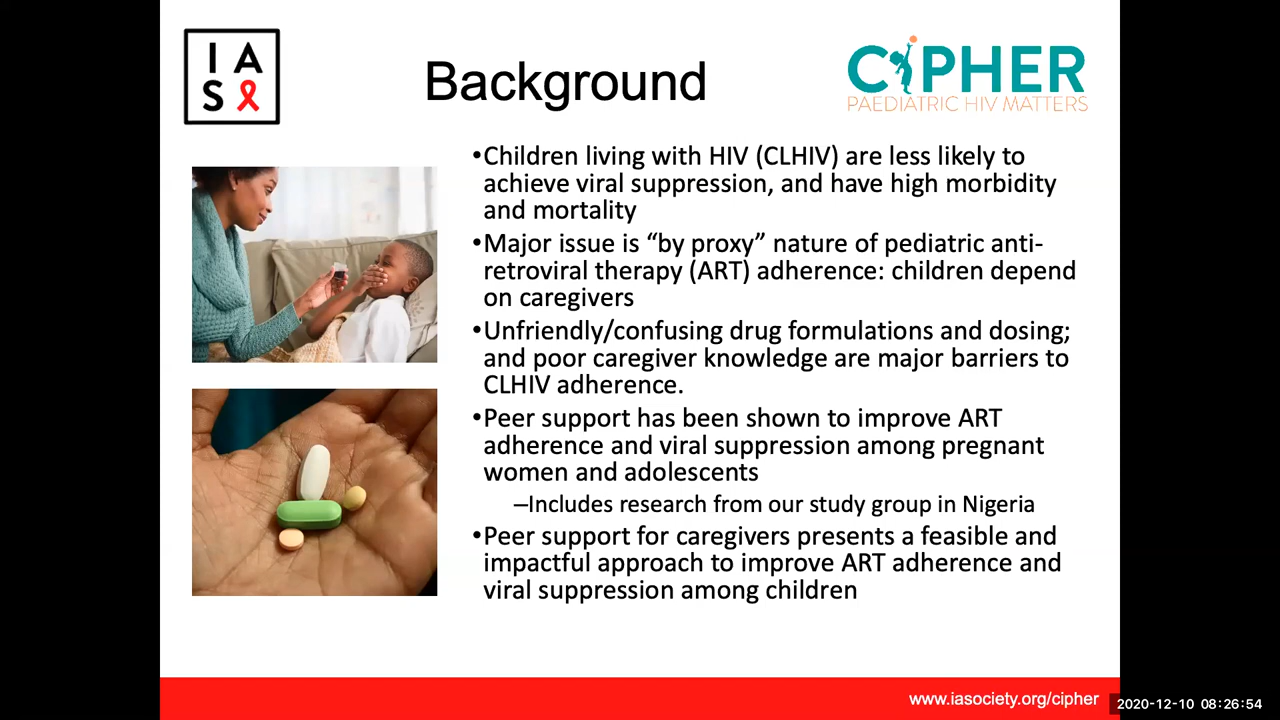 IA
S
Background
CIPHER
PAEDIATRIC HIV MATTERS
•Children living with HIV (CLHIV) are less likely to
achieve viral suppression, and have high morbidity
and mortality
•Major issue is “by proxy” nature of pediatric anti-
retroviral therapy (ART) adherence: children depend
on caregivers
•Unfriendly/confusing drug formulations and dosing;
and poor caregiver knowledge are major barriers to
CLHIV adherence.
•Peer support has been shown to improve ART
adherence and viral suppression among pregnant
women and adolescents
–Includes research from our study group in Nigeria
•Peer support for caregivers presents a feasible and
impactful approach to improve ART adherence and
viral suppression among children
www.iasociety.org/cipher
2020-12-10 08:26:54